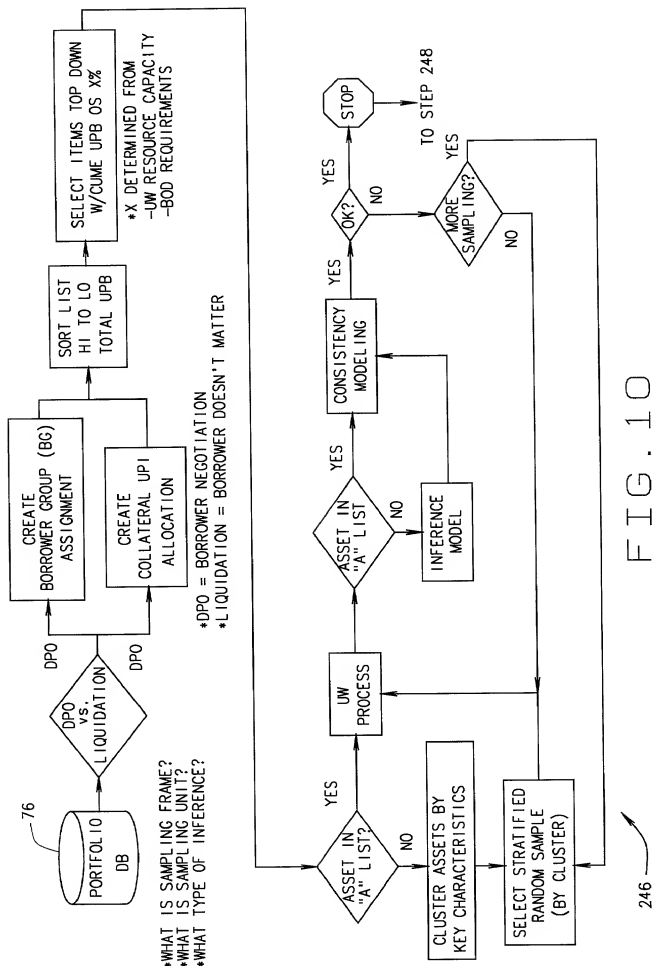 76
PORTFOLIO
DB
*WHAT IS SAMPLING FRAME?
*WHAT IS SAMPLING UNIT?
*WHAT TYPE OF INFERENCE?
DPO
vs.
LIQUIDATION
DPO
DPO
CREATE
BORROWER GROUP (BG)
ASSIGNMENT
CREATE
COLLATERAL UPI
ALLOCATION
*DPO = BORROWER NEGOTIATION
*LIQUIDATION = BORROWER DOESN'T MATTER
SORT LIST
HI TO LO
TOTAL UPB
SELECT ITEMS TOP DOWN
W/CUME UPB OS X%
*X DETERMINED FROM
-UW RESOURCE CAPACITY
-BOD REQUIREMENTS
ASSET IN
"A" LIST?
YES
NO
CLUSTER ASSETS BY
KEY CHARACTERISTICS
SELECT STRATIFIED
RANDOM SAMPLE
(BY CLUSTER)
UW
PROCESS
ASSET IN
"A" LIST
YES
NO
INFERENCE
MODEL
CONSISTENCY
MODELING
YES
OK?
YES
NO
STOP
TO STEP 248
MORE
SAMPLING?
YES
NO
246
FIG.10